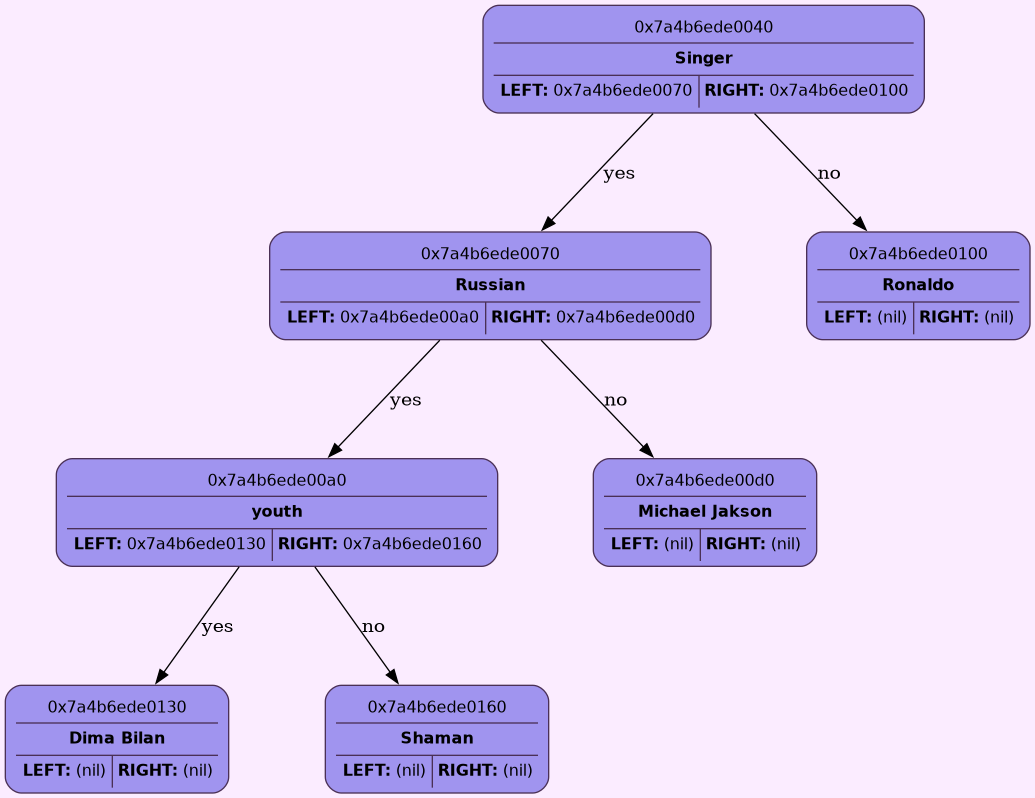 0x7a4b6ede0040
Singer
LEFT: 0x7a4b6ede0070 RIGHT: 0x7a4b6ede0100
yes
no
0x7a4b6ede0070
Russian
LEFT: 0x7a4b6ede00a0 RIGHT: 0x7a4b6ede00d0
0x7a4b6ede0100
Ronaldo
LEFT: (nil) RIGHT: (nil)
yes
no
0x7a4b6ede00a0
youth
LEFT: 0x7a4b6ede0130 RIGHT: 0x7a4b6ede0160
0x7a4b6ede00d0
Michael Jakson
LEFT: (nil) RIGHT: (nil)
yes
no
0x7a4b6ede0130
Dima Bilan
LEFT: (nil) RIGHT: (nil)
0x7a4b6ede0160
Shaman
LEFT: (nil) RIGHT: (nil)